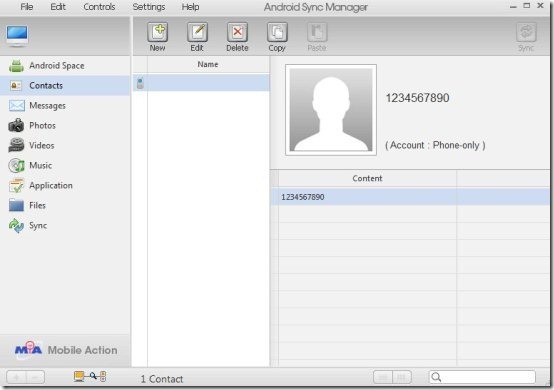 File Edit Controls Settings Help Android Sync Manager
New Edit Delete Copy Paste Sync
Android Space
Contacts
Messages
Photos
Videos
Music
Application
Files
Sync
Name
1234567890
( Account : Phone-only )
Content
1234567890
MA Mobile Action
1 Contact